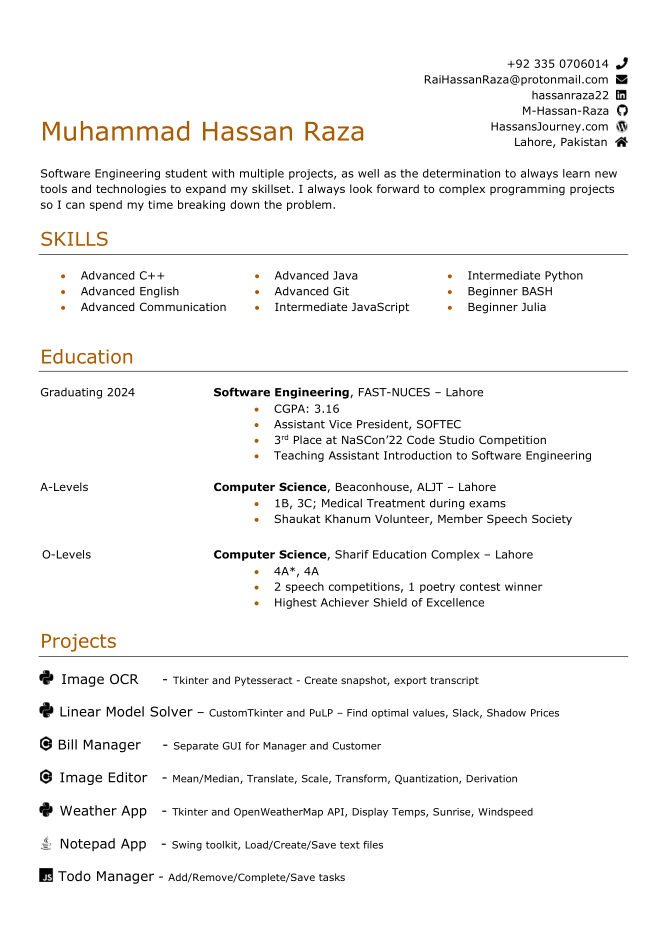 +92 335 0706014
RaiHassanRaza@protonmail.com
hassanraza22
M-Hassan-Raza
HassansJourney.com
Lahore, Pakistan
Muhammad Hassan Raza
Software Engineering student with multiple projects, as well as the determination to always learn new
tools and technologies to expand my skillset. I always look forward to complex programming projects
so I can spend my time breaking down the problem.
SKILLS
• Advanced C++ • Advanced Java • Intermediate Python
• Advanced English • Advanced Git • Beginner BASH
• Advanced Communication • Intermediate JavaScript • Beginner Julia
Education
Graduating 2024 Software Engineering, FAST-NUCES – Lahore
• CGPA: 3.16
• Assistant Vice President, SOFTEC
• 3rd Place at NaSCon’22 Code Studio Competition
• Teaching Assistant Introduction to Software Engineering
A-Levels Computer Science, Beaconhouse, ALJT – Lahore
• 1B, 3C; Medical Treatment during exams
• Shaukat Khanum Volunteer, Member Speech Society
O-Levels Computer Science, Sharif Education Complex – Lahore
• 4A*, 4A
• 2 speech competitions, 1 poetry contest winner
• Highest Achiever Shield of Excellence
Projects
Image OCR - Tkinter and Pytesseract - Create snapshot, export transcript
Linear Model Solver – CustomTkinter and PuLP – Find optimal values, Slack, Shadow Prices
Bill Manager - Separate GUI for Manager and Customer
Image Editor - Mean/Median, Translate, Scale, Transform, Quantization, Derivation
Weather App - Tkinter and OpenWeatherMap API, Display Temps, Sunrise, Windspeed
Notepad App - Swing toolkit, Load/Create/Save text files
JS Todo Manager - Add/Remove/Complete/Save tasks